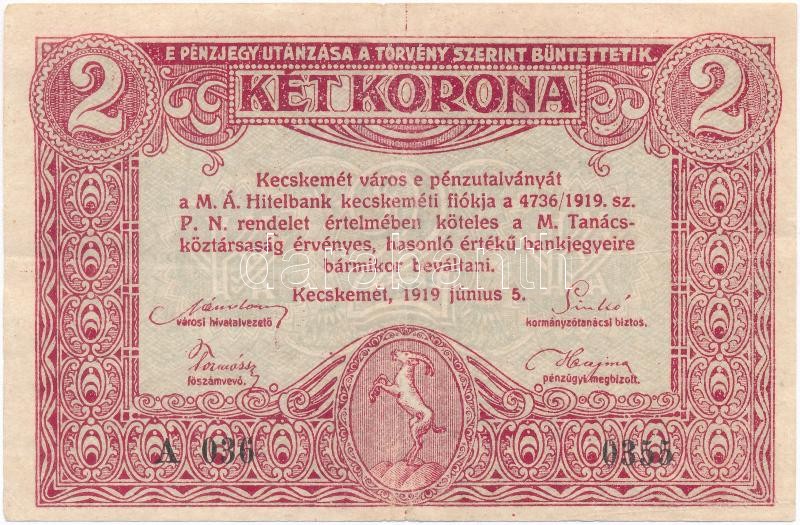 E PÉNZJEGY UTÁNZÁSA A TÖRVÉNY SZERINT BÜNTETTETIK.
2 KÉT KORONA 2
Kecskemét város e pénzutalványát
a M. Á. Hitelbank kecskeméti fiókja a 4736/1919. sz.
P. N. rendelet értelmében köteles a M. Tanács-
köztársaság érvényes, hasonló értékű bankjegyeire
bármikor beváltani.
darabanth
Kecskemét, 1919 június 5.
városi hivatalvezető
kormányzótanácsi biztos.
főszámvevő.
pénzügyi megbizott.
A 036 0355